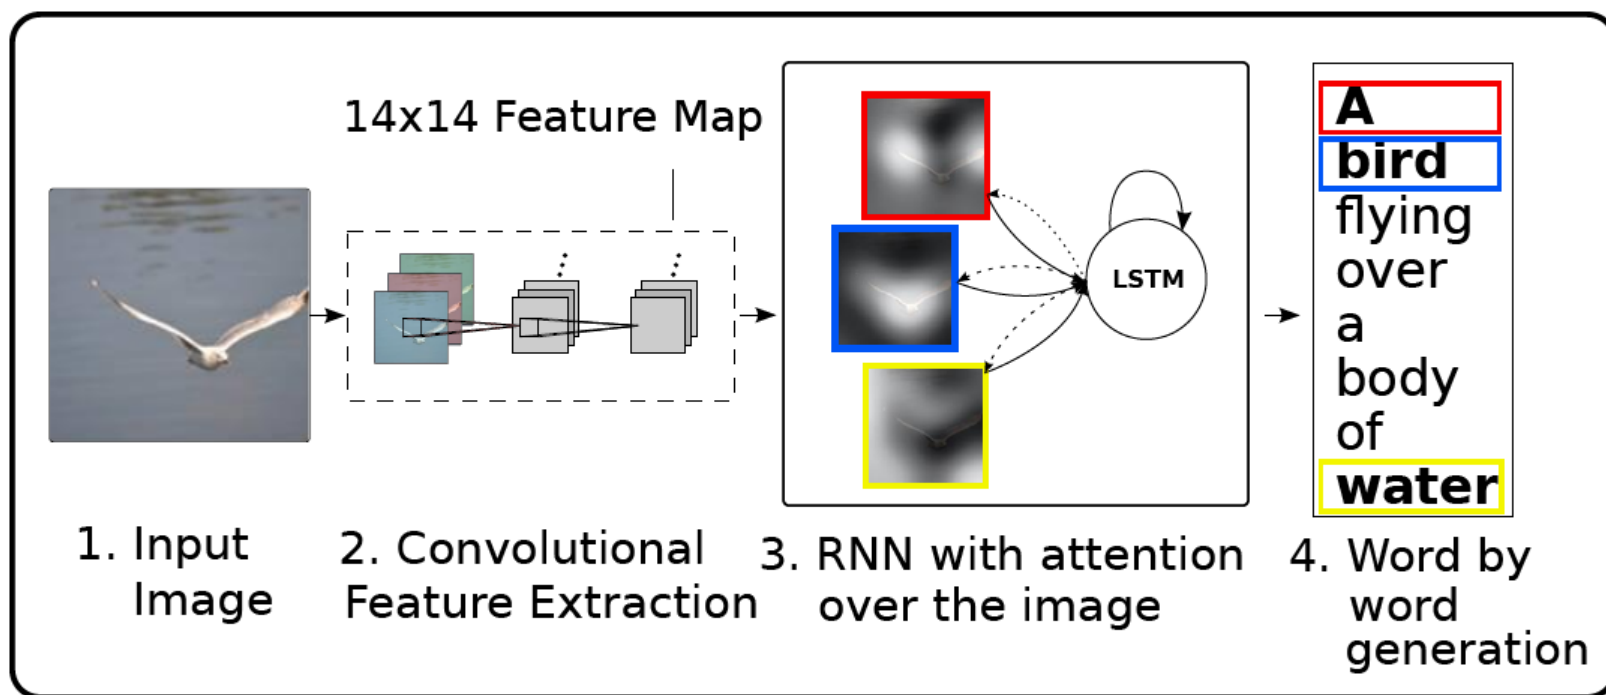 14x14 Feature Map
LSTM
A
bird
flying
over
a
body
of
water
1. Input
Image
2. Convolutional
Feature Extraction
3. RNN with attention
over the image
4. Word by
word
generation